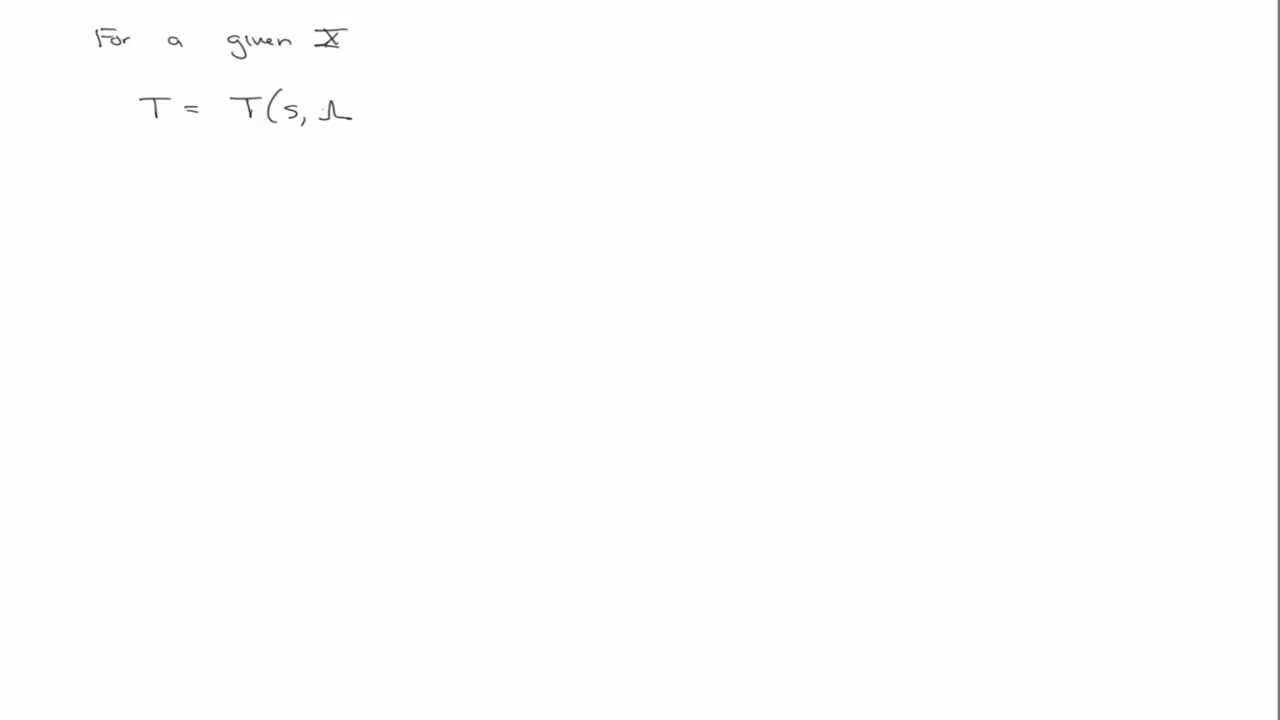 For a given X
T = T(s, Ω